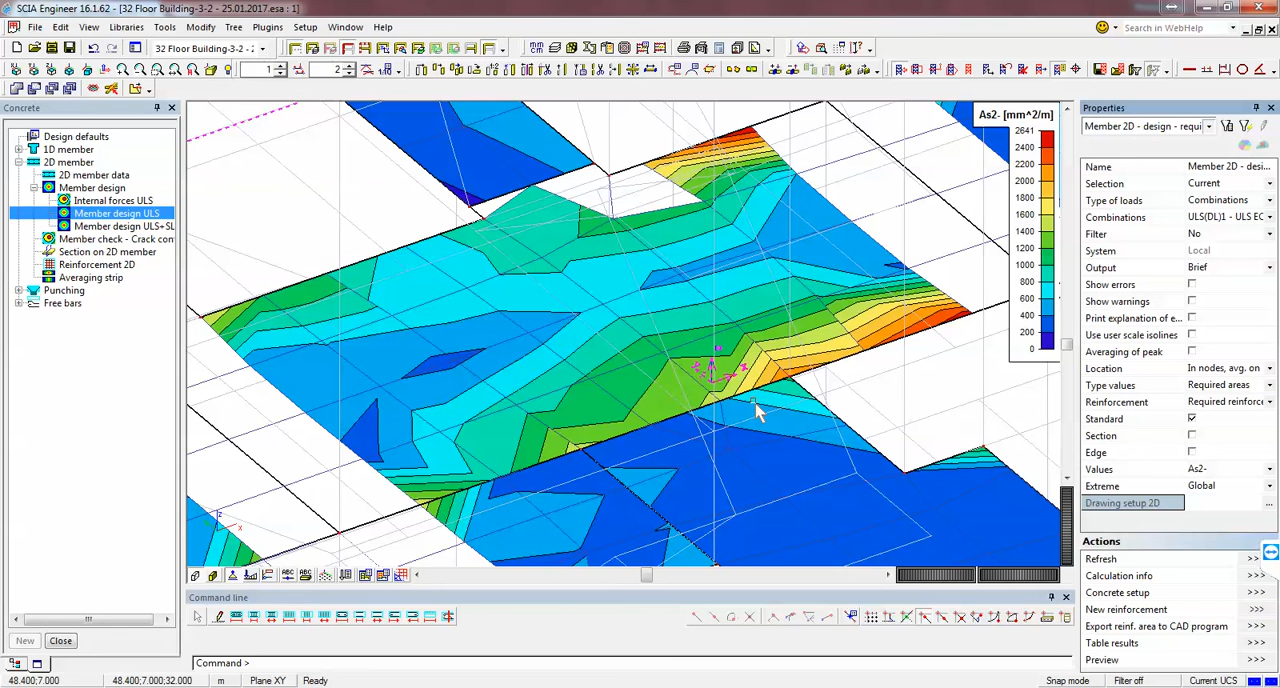 SCIA Engineer 16.1.62 - [32 Floor Building-3-2 - 25.01.2017.esa : 1]
File Edit View Libraries Tools Modify Tree Plugins Setup Window Help
Search in WebHelp
32 Floor Building-3-2 - 2
1 2
Concrete
Design defaults
1D member
2D member
2D member data
Member design
Internal forces ULS
Member design ULS
Member design ULS+SL
Member check - Crack con
Section on 2D member
Reinforcement 2D
Averaging strip
Punching
Free bars
New Close
As2- [mm^2/m]
2641
2400
2200
2000
1800
1600
1400
1200
1000
800
600
400
200
0
Properties
Member 2D - design - requi
Name Member 2D - desi...
Selection Current
Type of loads Combinations
Combinations ULS(DL)1 - ULS EC
Filter No
System Local
Output Brief
Show errors
Show warnings
Print explanation of e...
Use user scale isolines
Averaging of peak
Location In nodes, avg. on
Type values Required areas
Reinforcement Required reinforce
Standard
Section
Edge
Values As2-
Extreme Global
Drawing setup 2D ...
Actions
Refresh >>>
Calculation info >>>
Concrete setup >>>
New reinforcement >>>
Export reinf. area to CAD program >>>
Table results >>>
Preview >>>
Command line
Command >
48.400;7.000 48.400;7.000;32.000 m Plane XY Ready Snap mode Filter off Current UCS